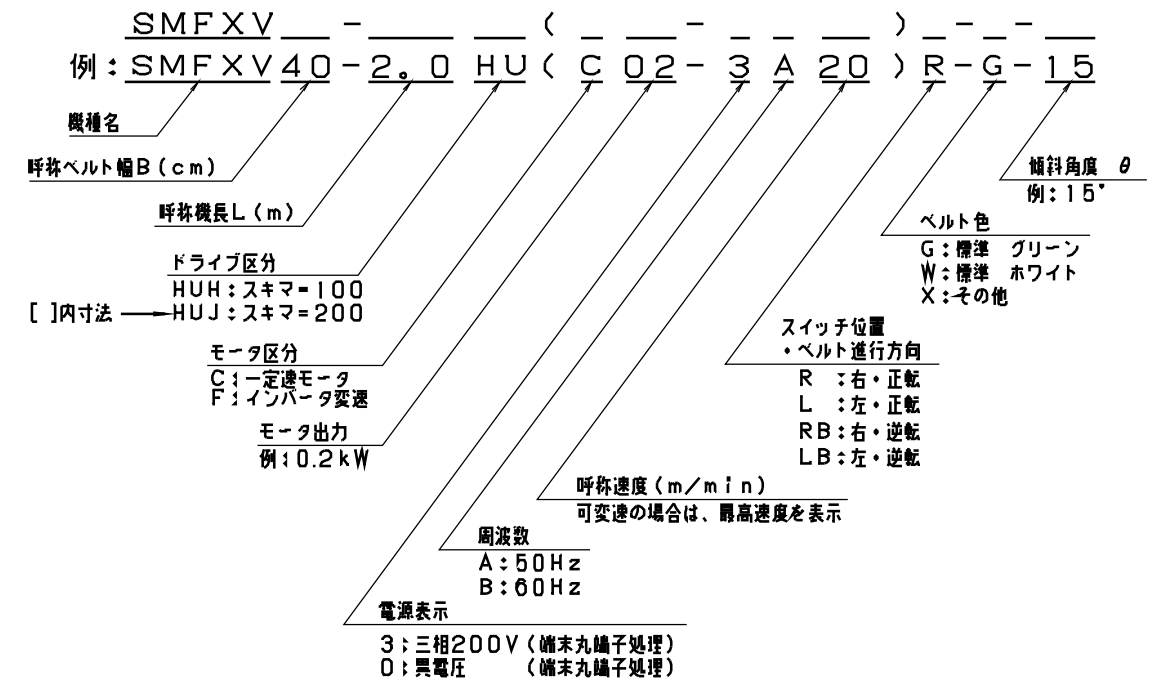 SMFXV＿＿-＿＿＿ ＿＿(＿ ＿＿-＿ ＿ ＿＿)＿-＿-＿＿
例：SMFXV40-2.0 HU(C 02-3 A 20)R-G-15
機種名
呼称ベルト幅B(cm)
呼称機長L(m)
ドライブ区分
HUH：スキマ=100
[ ]内寸法 HUJ：スキマ=200
モータ区分
C：一定速モータ
F：インバータ変速
モータ出力
例：0.2kW
傾斜角度 θ
例：15°
ベルト色
G：標準 グリーン
W：標準 ホワイト
X：その他
スイッチ位置
・ベルト進行方向
R ：右・正転
L ：左・正転
RB：右・逆転
LB：左・逆転
呼称速度(m/min)
可変速の場合は、最高速度を表示
周波数
A：50Hz
B：60Hz
電源表示
3：三相200V(端末丸端子処理)
0：異電圧 (端末丸端子処理)